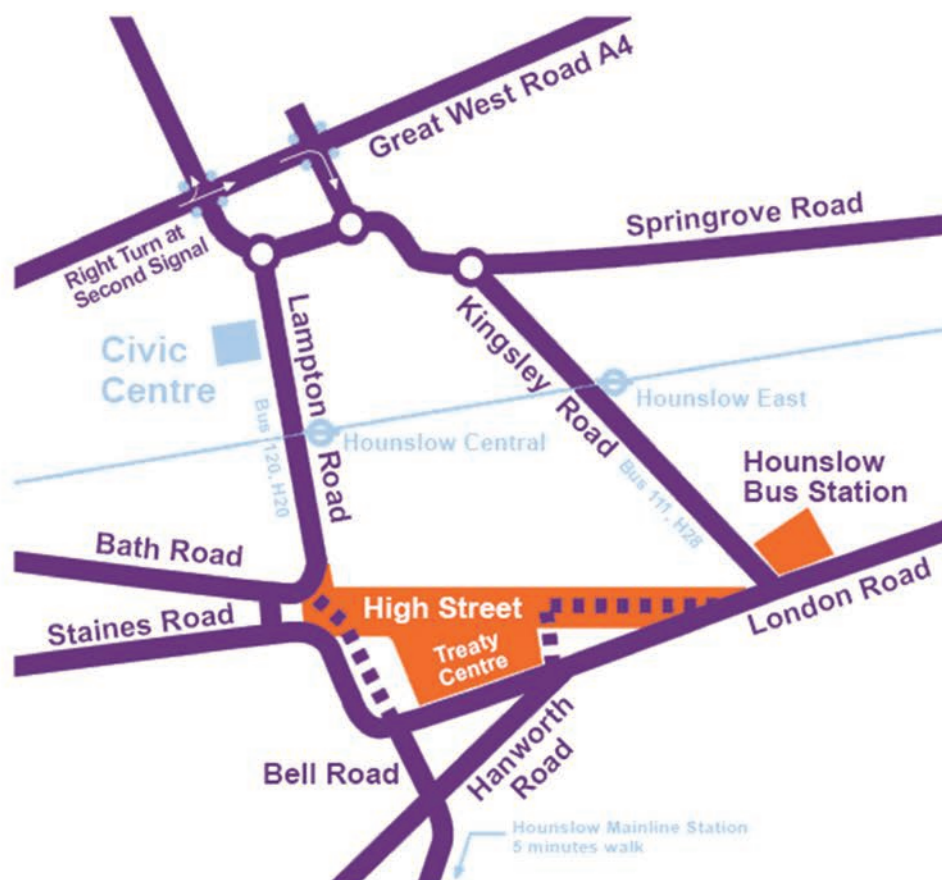 Great West Road A4
Springrove Road
Right Turn at
Second Signal
Civic
Centre
Lampton
Road
Kingsley
Road
Hounslow East
Hounslow Central
Bus 120, H20
Bus 111, H28
Hounslow
Bus Station
Bath Road
Staines Road
High Street
Treaty
Centre
London Road
Bell Road
Hanworth
Road
Hounslow Mainline Station
5 minutes walk